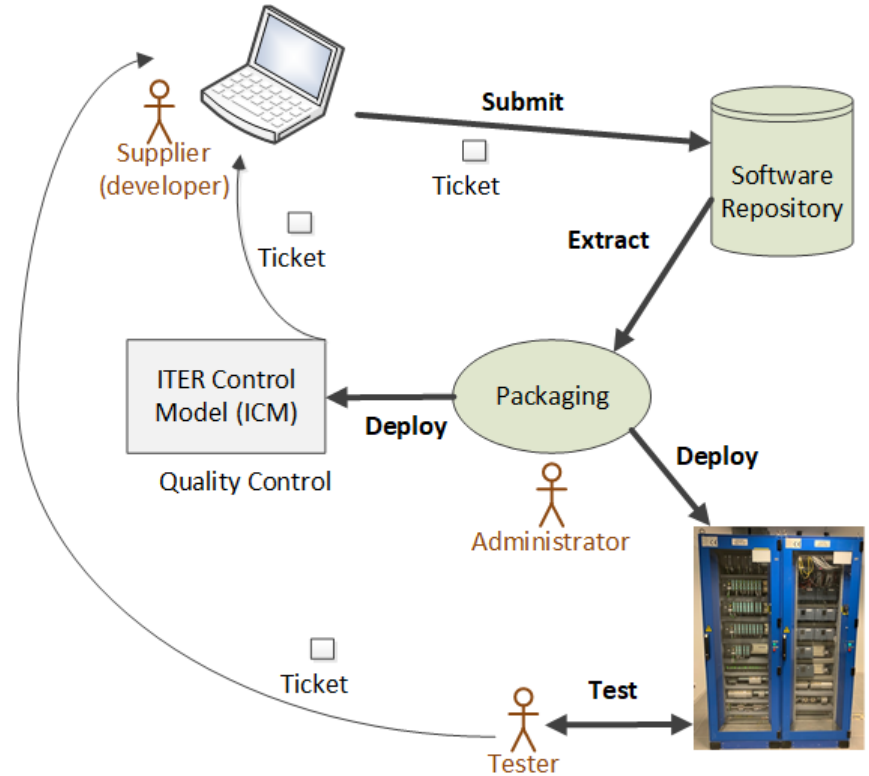 Submit
Supplier
(developer)
Ticket
Software
Repository
Ticket
Extract
ITER Control
Model (ICM)
Packaging
Deploy
Deploy
Quality Control
Administrator
Ticket
Test
Tester